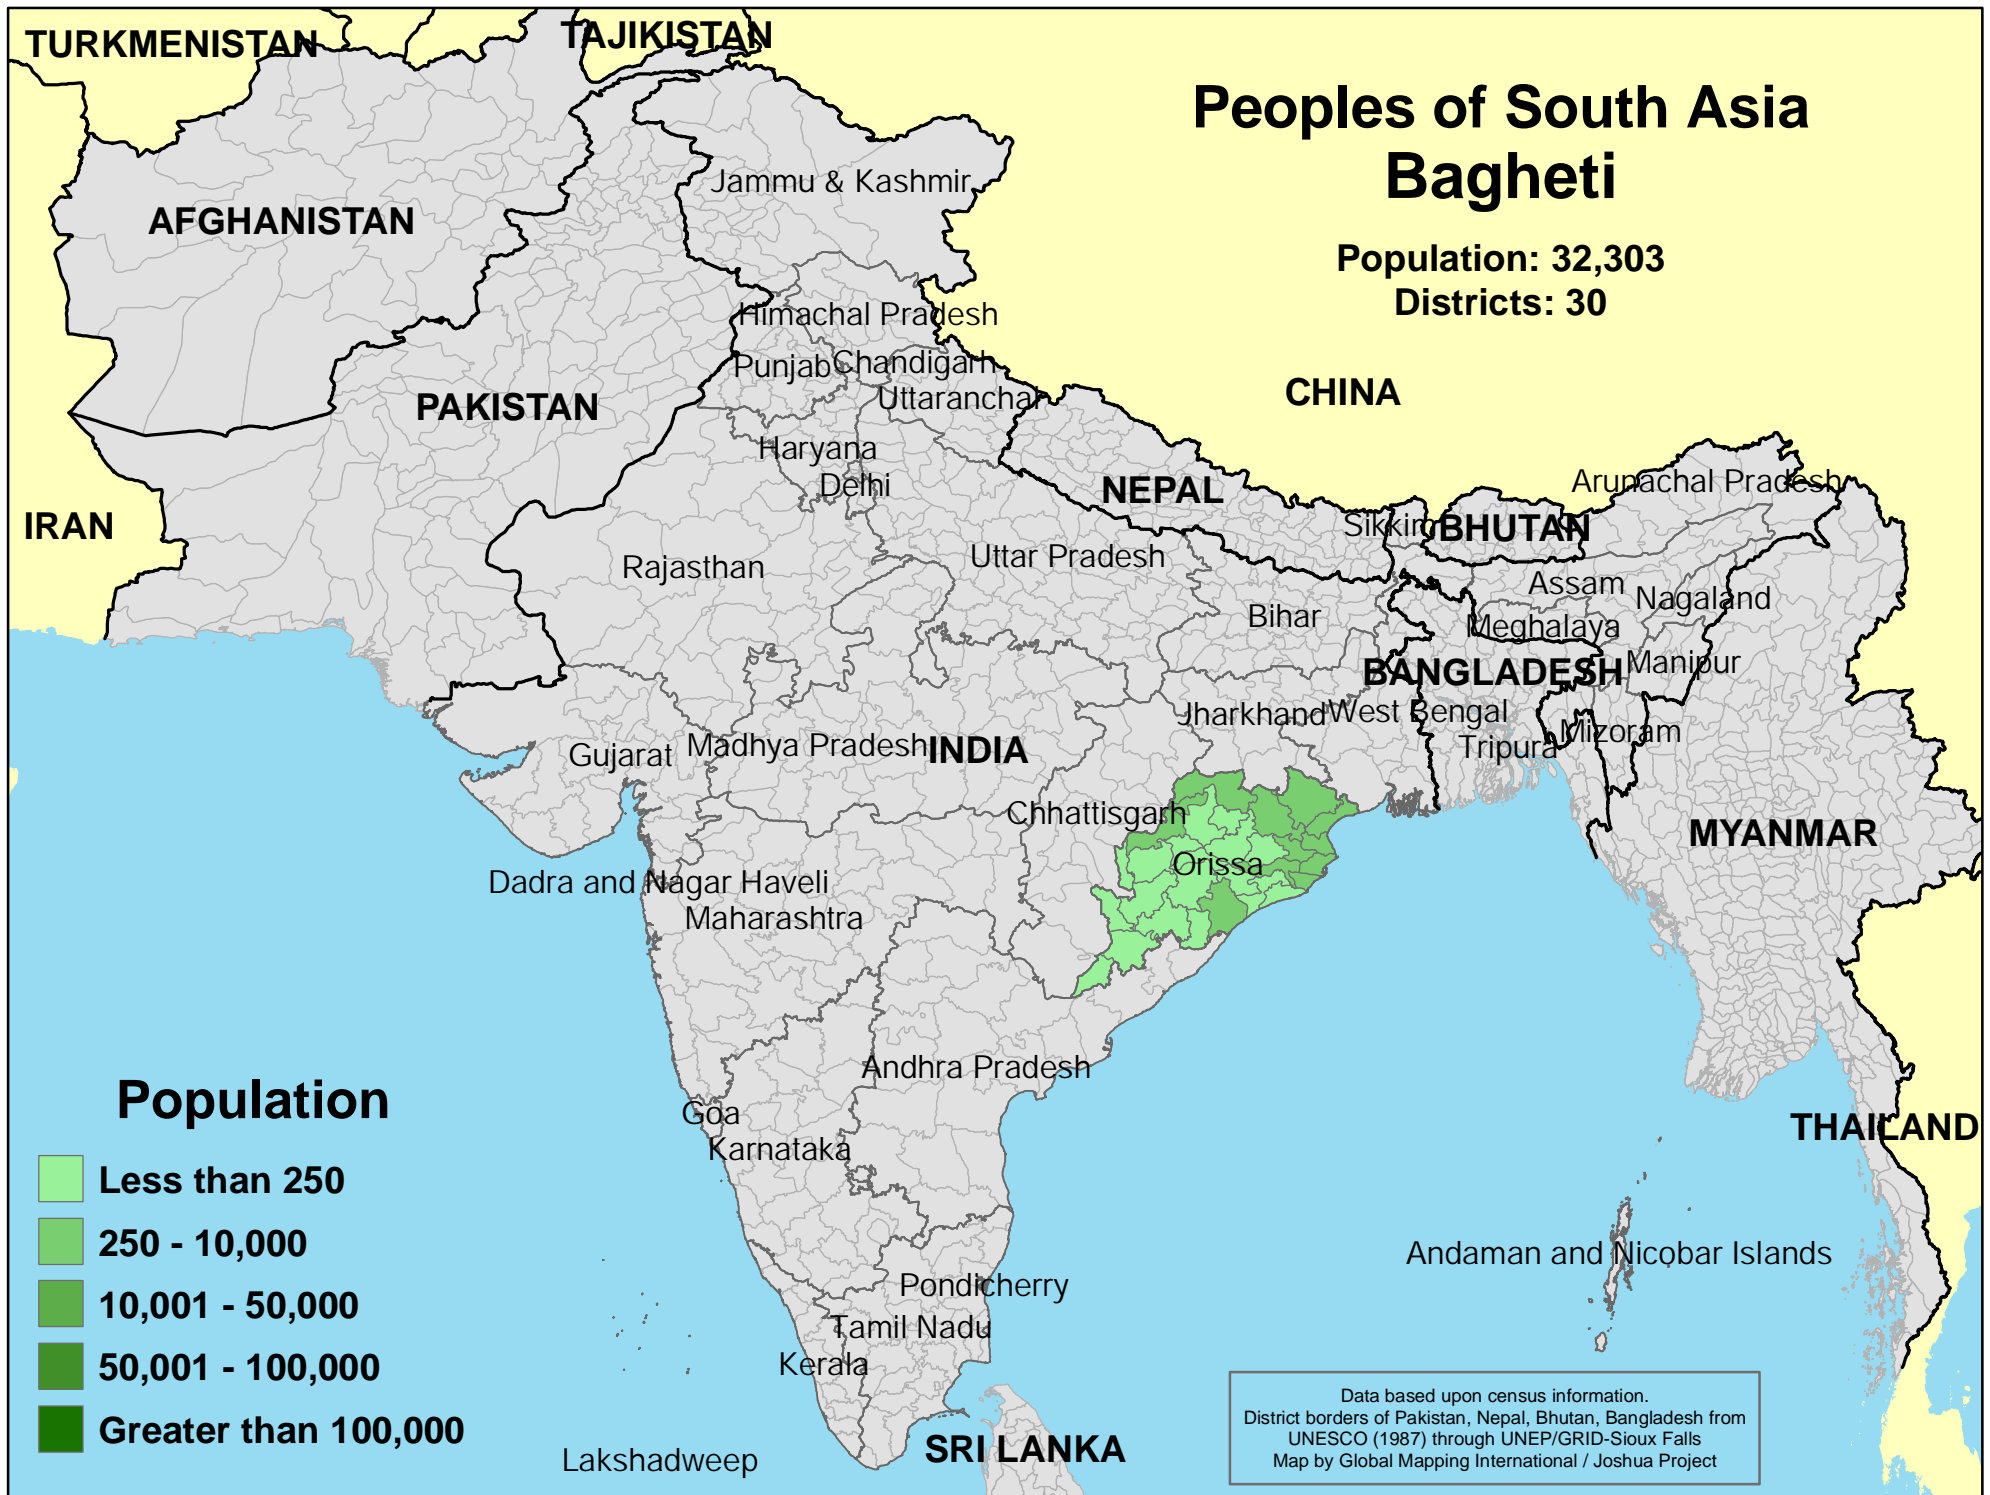 TURKMENISTAN
TAJIKISTAN
Peoples of South Asia
Bagheti
Population: 32,303
Districts: 30
Jammu & Kashmir
AFGHANISTAN
Himachal Pradesh
Punjab
Chandigarh
Uttaranchal
CHINA
PAKISTAN
Haryana
Delhi
NEPAL
Arunachal Pradesh
IRAN
Sikkim
BHUTAN
Rajasthan
Uttar Pradesh
Assam
Nagaland
Bihar
Meghalaya
BANGLADESH
Manipur
Jharkhand
West Bengal
Mizoram
Tripura
Gujarat
Madhya Pradesh
INDIA
Chhattisgarh
MYANMAR
Orissa
Dadra and Nagar Haveli
Maharashtra
Andhra Pradesh
Goa
Karnataka
THAILAND
Andaman and Nicobar Islands
Pondicherry
Tamil Nadu
Kerala
SRI LANKA
Lakshadweep
Population
Less than 250
250 - 10,000
10,001 - 50,000
50,001 - 100,000
Greater than 100,000
Data based upon census information.
District borders of Pakistan, Nepal, Bhutan, Bangladesh from
UNESCO (1987) through UNEP/GRID-Sioux Falls
Map by Global Mapping International / Joshua Project